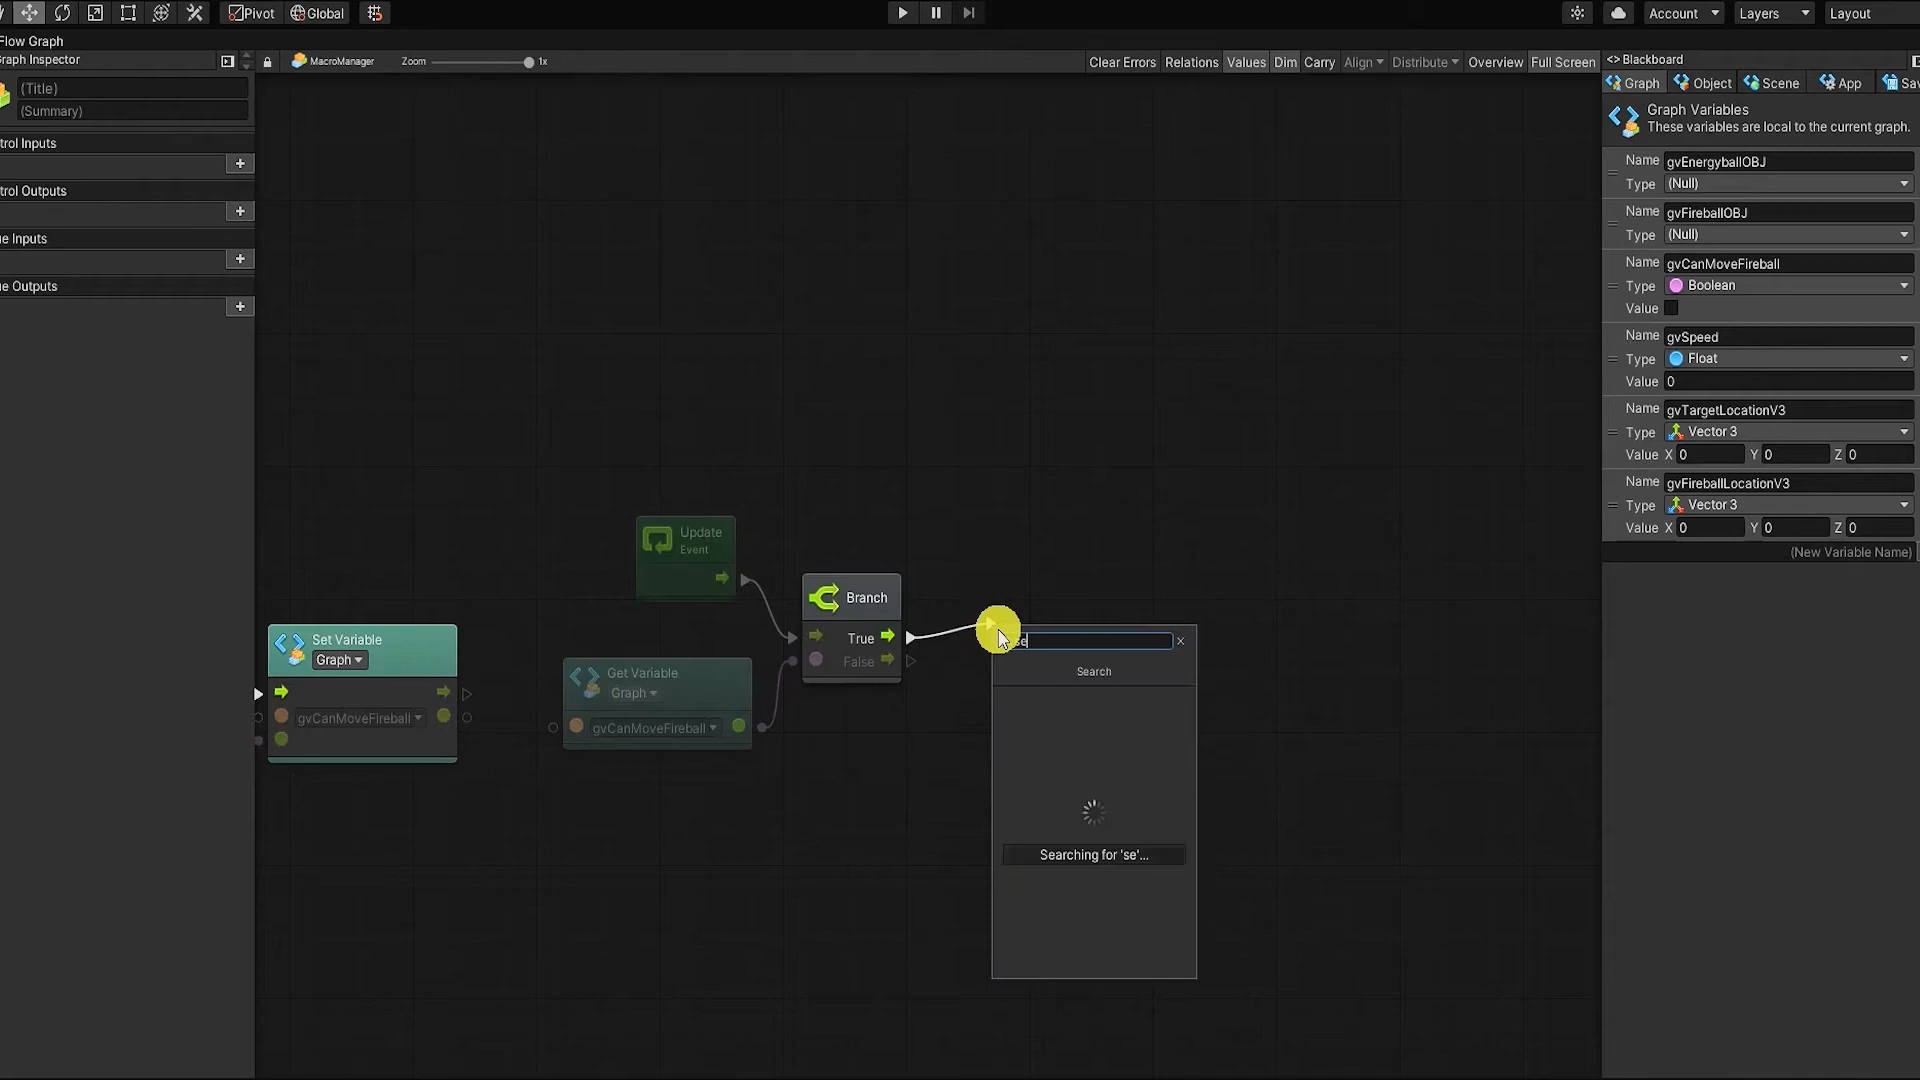 Pivot
Global
Account
Layers
Layout
Flow Graph
raph Inspector
MacroManager
Zoom
1x
Clear Errors
Relations
Values
Dim
Carry
Align
Distribute
Overview
Full Screen
<> Blackboard
(Title)
(Summary)
trol Inputs
+
trol Outputs
+
ue Inputs
+
ue Outputs
+
Graph
Object
Scene
App
Sav
Graph Variables
These variables are local to the current graph.
Name gvEnergyballOBJ
Type (Null)
Name gvFireballOBJ
Type (Null)
Name gvCanMoveFireball
Type Boolean
Value
Name gvSpeed
Type Float
Value 0
Name gvTargetLocationV3
Type Vector 3
Value X 0 Y 0 Z 0
Name gvFireballLocationV3
Type Vector 3
Value X 0 Y 0 Z 0
(New Variable Name)
Update
Event
Branch
True
False
Set Variable
Graph
gvCanMoveFireball
Get Variable
Graph
gvCanMoveFireball
se
Search
Searching for 'se'...